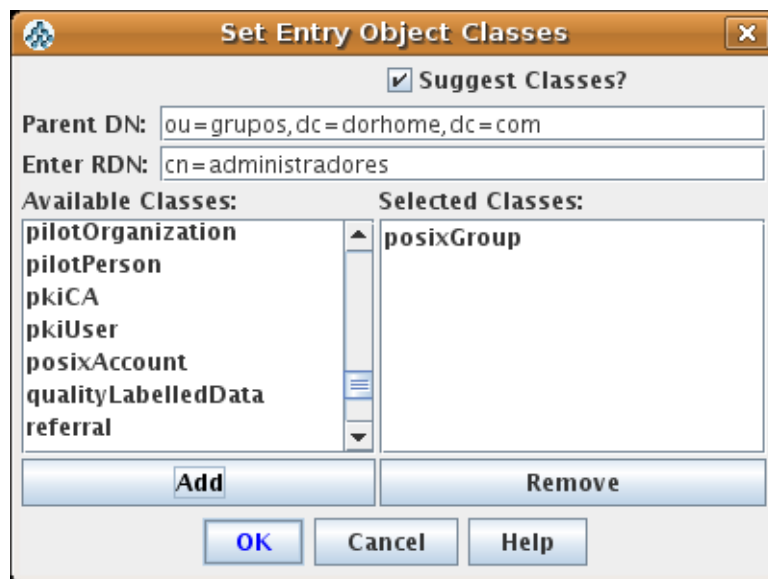 Set Entry Object Classes
Suggest Classes?
Parent DN: ou=grupos,dc=dorhome,dc=com
Enter RDN: cn=administradores
Available Classes: Selected Classes:
pilotOrganization
posixGroup
pilotPerson
pkiCA
pkiUser
posixAccount
qualityLabelledData
referral
Add Remove
OK Cancel Help